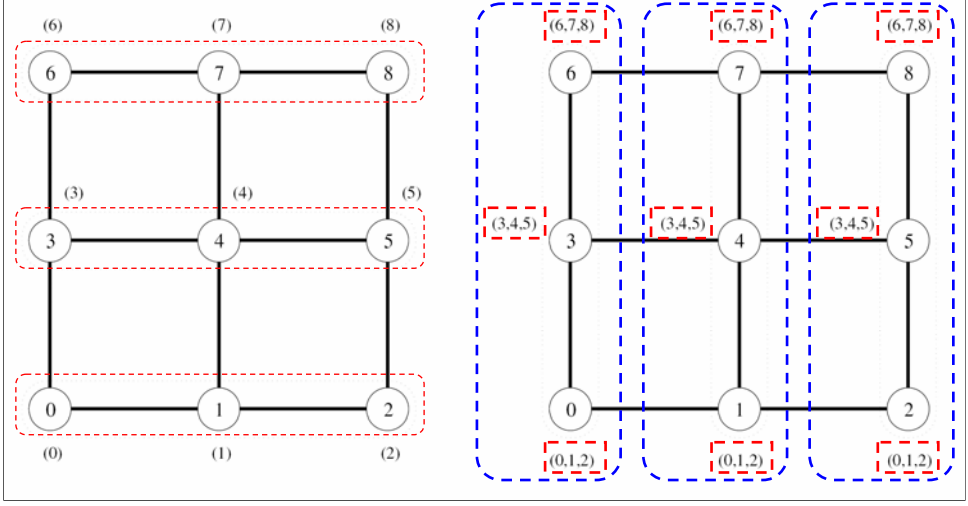 (6) (7) (8)
6 7 8
(3) (4) (5)
3 4 5
0 1 2
(0) (1) (2)
(6,7,8) (6,7,8) (6,7,8)
6 7 8
(3,4,5) (3,4,5) (3,4,5)
3 4 5
0 1 2
(0,1,2) (0,1,2) (0,1,2)